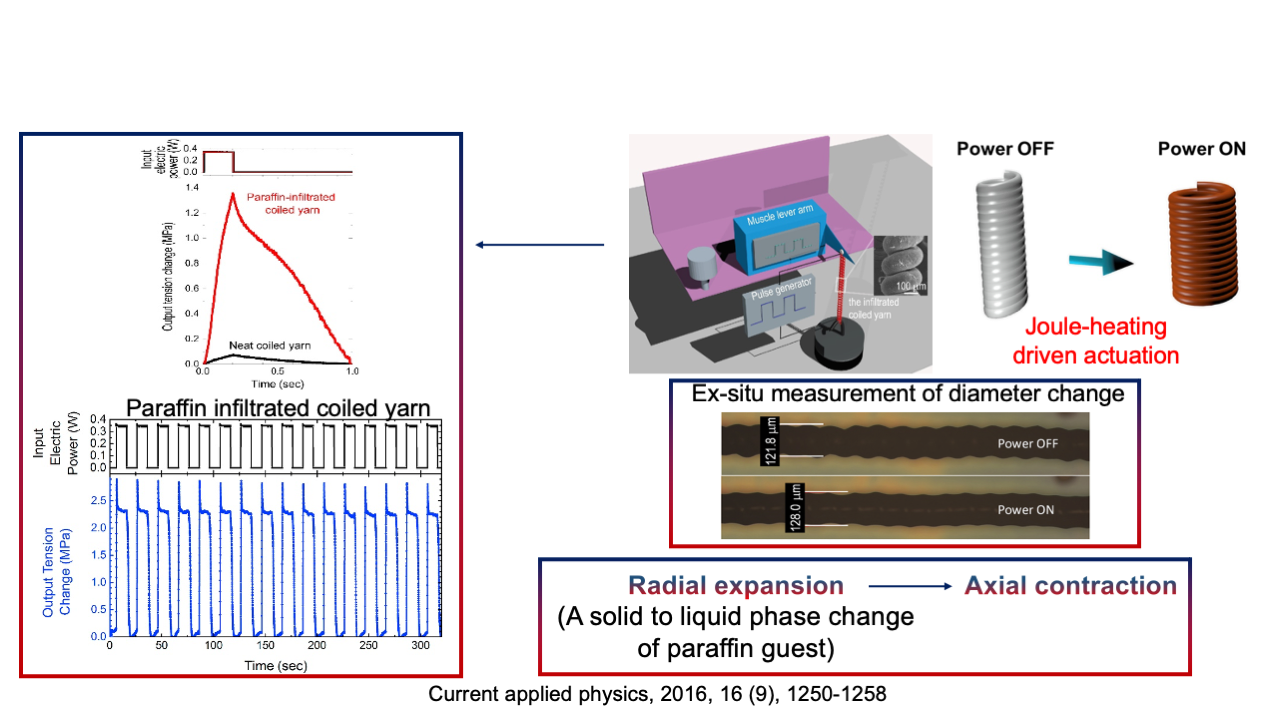 Input
electric
power (W)
0.4
0.2
0.0
1.4
1.2
1.0
0.8
0.6
0.4
0.2
0.0
Output tension change (MPa)
Paraffin-infiltrated
coiled yarn
Neat coiled yarn
0.0
0.5
1.0
Time (sec)
Paraffin infiltrated coiled yarn
Input
Electric
Power (W)
0.4
0.3
0.2
0.1
0.0
Output Tension
Change (MPa)
2.5
2.0
1.5
1.0
0.5
0.0
0
50
100
150
200
250
300
Time (sec)
Muscle lever arm
Pulse generator
the infiltrated
coiled yarn
100 μm
Power OFF
Power ON
Joule-heating
driven actuation
Ex-situ measurement of diameter change
121.8 μm
Power OFF
128.0 μm
Power ON
Radial expansion
Axial contraction
(A solid to liquid phase change
of paraffin guest)
Current applied physics, 2016, 16 (9), 1250-1258